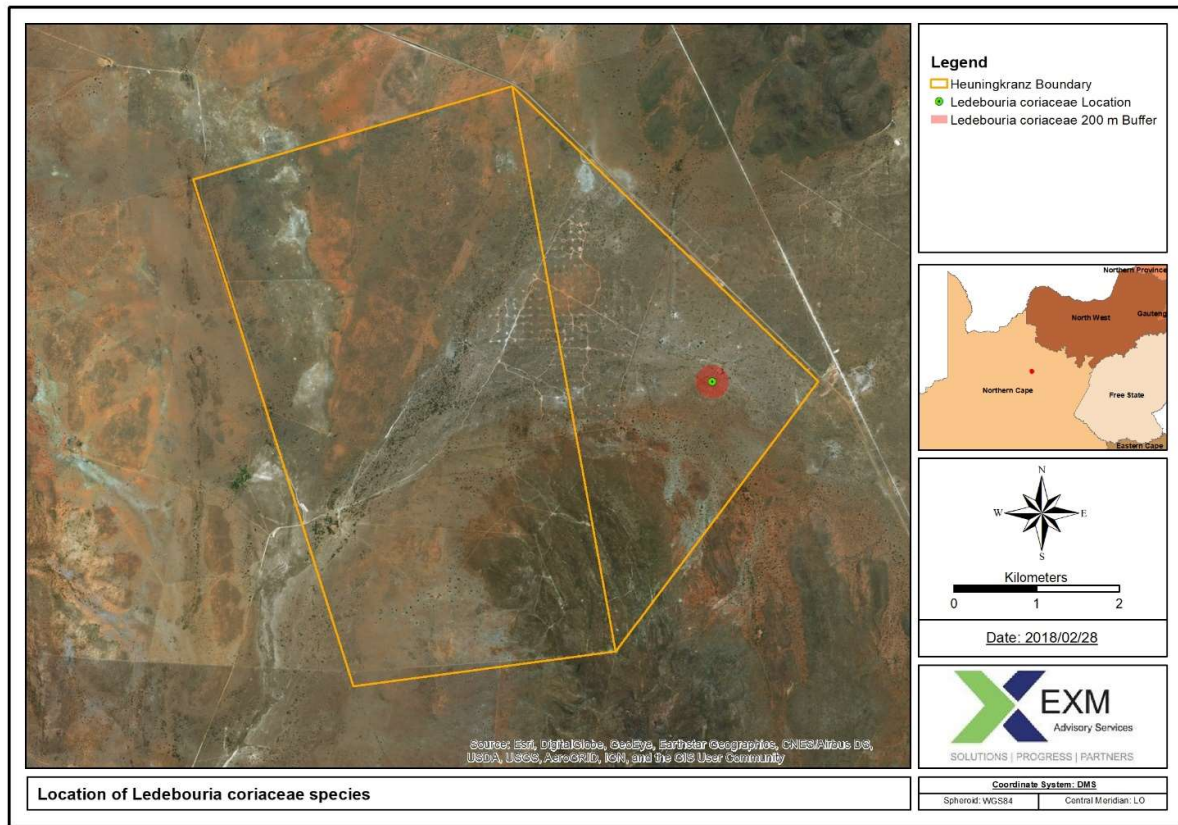 Legend
Heuningkranz Boundary
Ledebouria coriaceae Location
Ledebouria coriaceae 200 m Buffer
Northern Province
North West
Gauteng
Northern Cape
Free State
Eastern Cape
N
W
E
S
Kilometers
0 1 2
Date: 2018/02/28
EXM
Advisory Services
SOLUTIONS | PROGRESS | PARTNERS
Source: Esri, DigitalGlobe, GeoEye, Earthstar Geographics, CNES/Airbus DS,
USDA, USGS, AeroGRID, IGN, and the GIS User Community
Location of Ledebouria coriaceae species
Coordinate System: DMS
Spheroid: WGS84 Central Meridian: LO